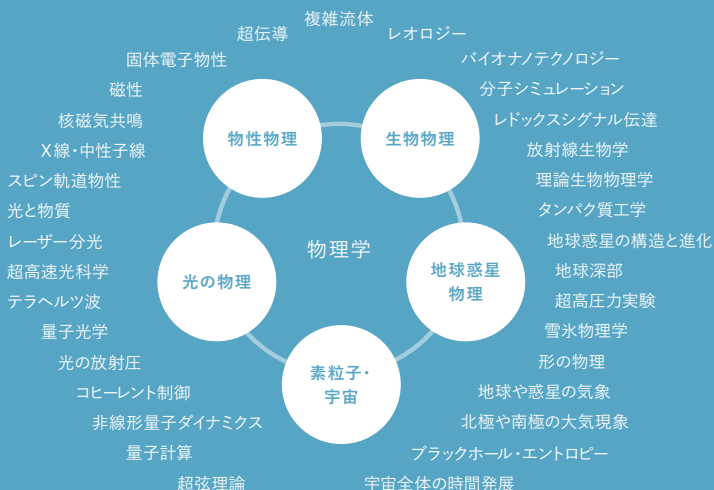 複雑流体
超伝導
レオロジー
固体電子物性
バイオナノテクノロジー
磁性
分子シミュレーション
核磁気共鳴
レドックスシグナル伝達
物性物理
生物物理
X線・中性子線
放射線生物学
スピン軌道物性
理論生物物理学
光と物質
タンパク質工学
レーザー分光
地球惑星の構造と進化
物理学
超高速光科学
光の物理
地球惑星
物理
地球深部
テラヘルツ波
超高圧力実験
量子光学
雪氷物理学
光の放射圧
形の物理
素粒子・
宇宙
コヒーレント制御
地球や惑星の気象
非線形量子ダイナミクス
北極や南極の大気現象
量子計算
ブラックホール・エントロピー
超弦理論
宇宙全体の時間発展